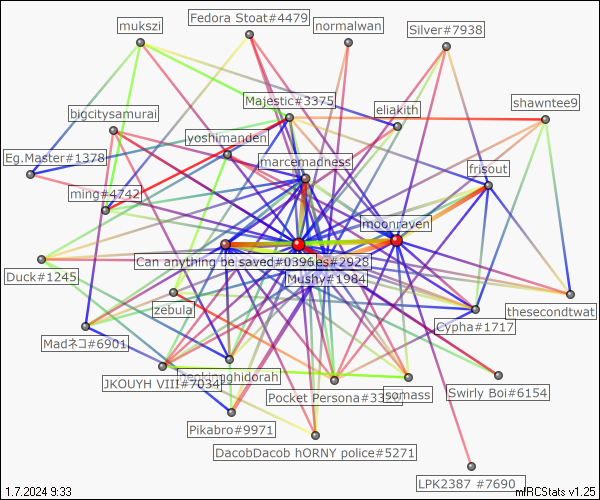 Fedora Stoat#4479
mukszi
normalwan
Silver#7938
Majestic#3375
shawntee9
bigcitysamurai
eliakith
yoshimanden
Eg.Master#1378
marcemadness
frisout
ming#4742
moonraven
Can anything be saved#0396
es#2928
Duck#1245
Mushy#1984
thesecondtwat
zebula
Cypha#1717
Madネコ#6901
JKOUYH VIII#7034
Pocket Persona#33
somass
Swirly Boi#6154
Pikabro#9971
DacobDacob hORNY police#5271
LPK2387 #7690
1.7.2024 9:33
mIRCStats v1.25